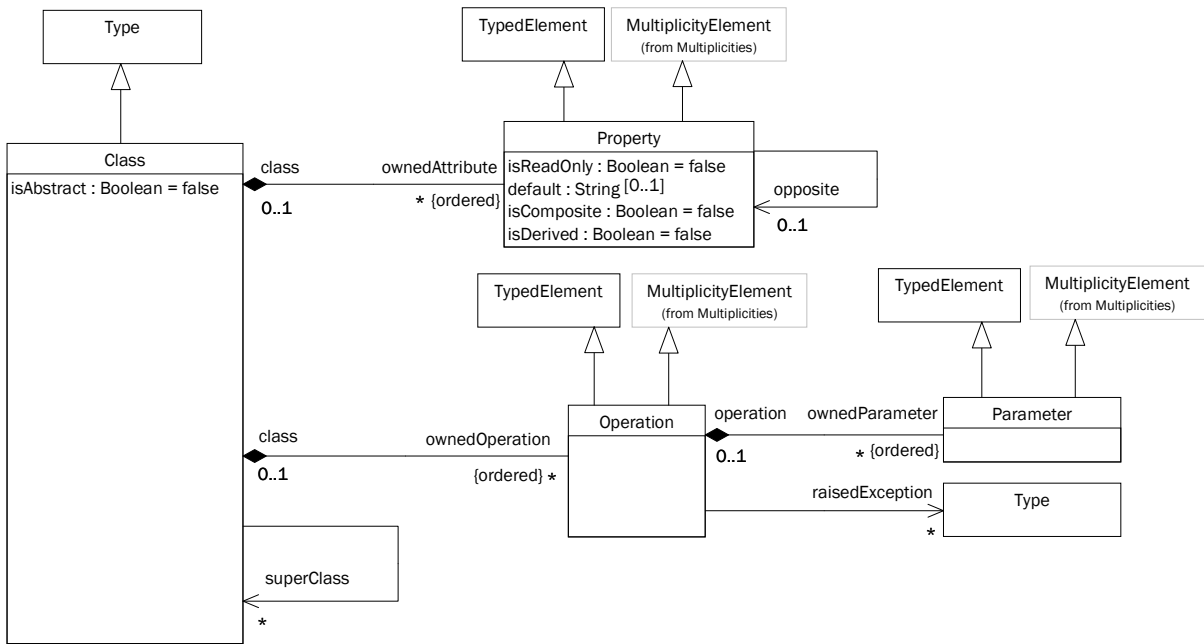 Type
TypedElement
MultiplicityElement
(from Multiplicities)
Class
isAbstract : Boolean = false
class
0..1
ownedAttribute
* {ordered}
Property
isReadOnly : Boolean = false
default : String [0..1]
isComposite : Boolean = false
isDerived : Boolean = false
opposite
0..1
TypedElement
MultiplicityElement
(from Multiplicities)
TypedElement
MultiplicityElement
(from Multiplicities)
class
0..1
ownedOperation
{ordered} *
Operation
operation
0..1
ownedParameter
* {ordered}
Parameter
raisedException
*
Type
superClass
*